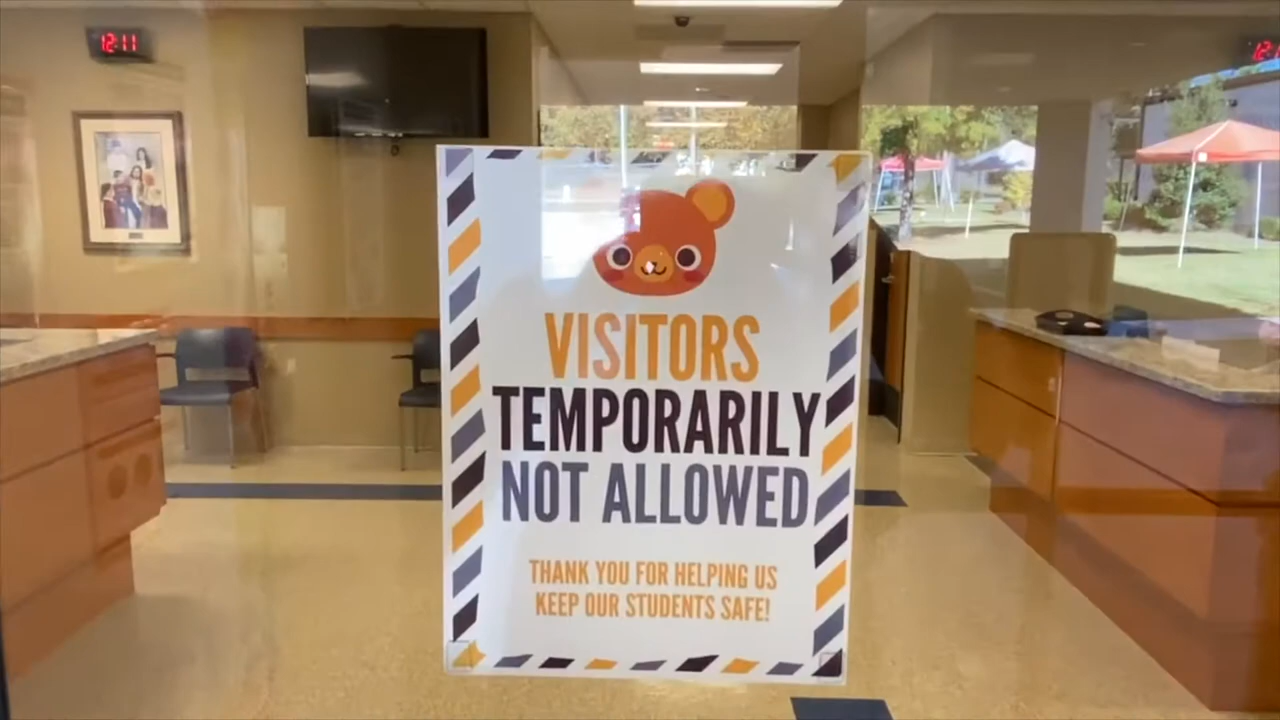 12:11
VISITORS
TEMPORARILY
NOT ALLOWED
THANK YOU FOR HELPING US
KEEP OUR STUDENTS SAFE!